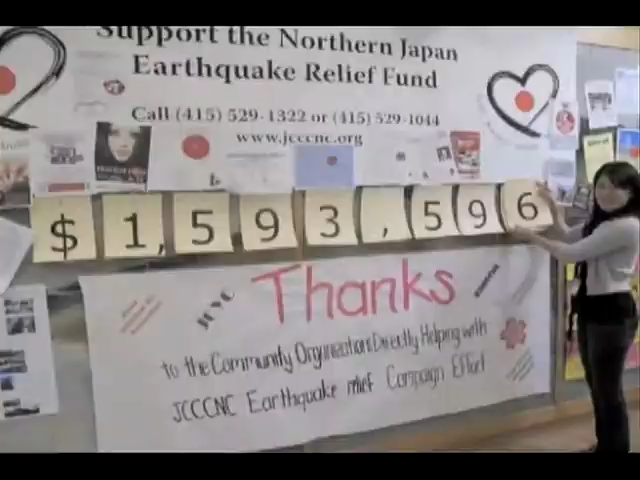 Support the Northern Japan
Earthquake Relief Fund
Call (415) 529-1322 or (415) 529-1044
www.jcccnc.org
$1,593,596
Thanks
to the Community Organizations Directly Helping with
JCCCNC Earthquake relief Campaign Effort